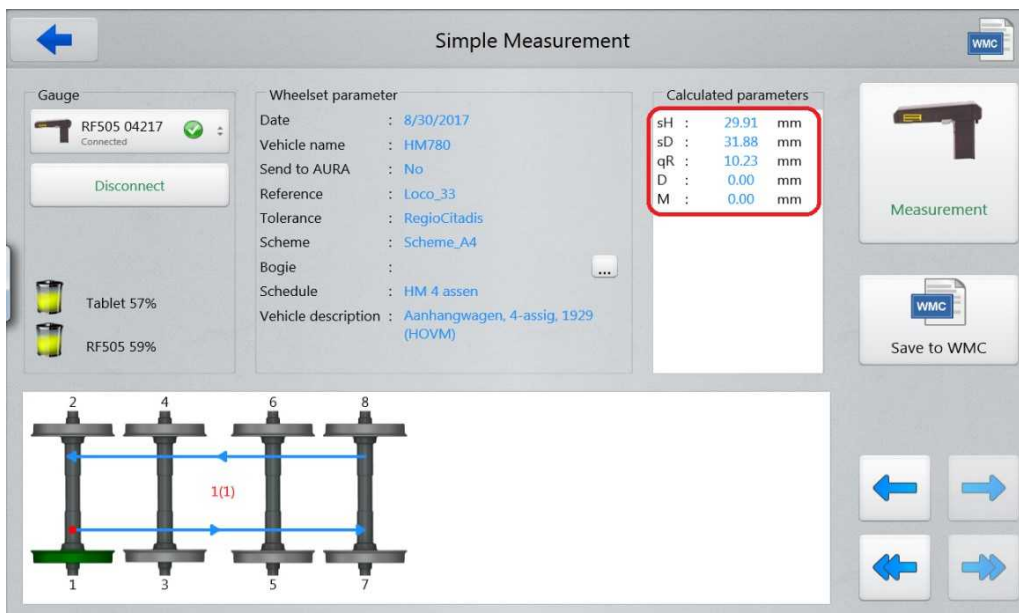 Simple Measurement
WMC
Gauge
RF505 04217
Connected
Disconnect
Tablet 57%
RF505 59%
Wheelset parameter
Date : 8/30/2017
Vehicle name : HM780
Send to AURA : No
Reference : Loco_33
Tolerance : RegioCitadis
Scheme : Scheme_A4
Bogie :
...
Schedule : HM 4 assen
Vehicle description : Aanhangwagen, 4-assig, 1929
(HOVM)
Calculated parameters
sH : 29.91 mm
sD : 31.88 mm
qR : 10.23 mm
D : 0.00 mm
M : 0.00 mm
Measurement
WMC
Save to WMC
2 4 6 8
1(1)
1 3 5 7